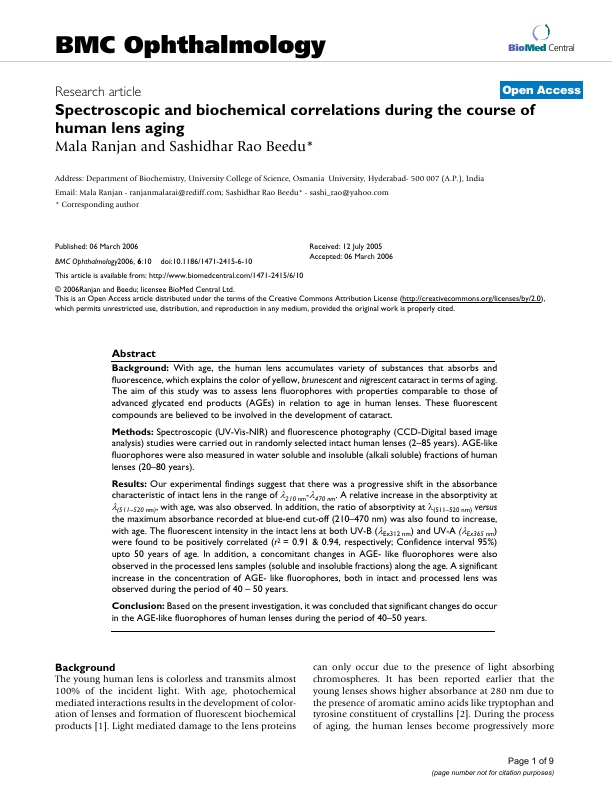 BMC Ophthalmology
BioMed Central
Open Access
Research article
Spectroscopic and biochemical correlations during the course of
human lens aging
Mala Ranjan and Sashidhar Rao Beedu*
Address: Department of Biochemistry, University College of Science, Osmania University, Hyderabad- 500 007 (A.P.), India
Email: Mala Ranjan - ranjanmalarai@rediff.com; Sashidhar Rao Beedu* - sashi_rao@yahoo.com
* Corresponding author
Published: 06 March 2006
BMC Ophthalmology2006, 6:10 doi:10.1186/1471-2415-6-10
Received: 12 July 2005
Accepted: 06 March 2006
This article is available from: http://www.biomedcentral.com/1471-2415/6/10
© 2006Ranjan and Beedu; licensee BioMed Central Ltd.
This is an Open Access article distributed under the terms of the Creative Commons Attribution License (http://creativecommons.org/licenses/by/2.0),
which permits unrestricted use, distribution, and reproduction in any medium, provided the original work is properly cited.
Abstract
Background: With age, the human lens accumulates variety of substances that absorbs and
fluorescence, which explains the color of yellow, brunescent and nigrescent cataract in terms of aging.
The aim of this study was to assess lens fluorophores with properties comparable to those of
advanced glycated end products (AGEs) in relation to age in human lenses. These fluorescent
compounds are believed to be involved in the development of cataract.
Methods: Spectroscopic (UV-Vis-NIR) and fluorescence photography (CCD-Digital based image
analysis) studies were carried out in randomly selected intact human lenses (2–85 years). AGE-like
fluorophores were also measured in water soluble and insoluble (alkali soluble) fractions of human
lenses (20–80 years).
Results: Our experimental findings suggest that there was a progressive shift in the absorbance
characteristic of intact lens in the range of λ210 nm-λ470 nm. A relative increase in the absorptivity at
λ(511–520 nm), with age, was also observed. In addition, the ratio of absorptivity at λ(511–520 nm) versus
the maximum absorbance recorded at blue-end cut-off (210–470 nm) was also found to increase,
with age. The fluorescent intensity in the intact lens at both UV-B (λEx312 nm) and UV-A (λEx365 nm)
were found to be positively correlated (r² = 0.91 & 0.94, respectively; Confidence interval 95%)
upto 50 years of age. In addition, a concomitant changes in AGE- like fluorophores were also
observed in the processed lens samples (soluble and insoluble fractions) along the age. A significant
increase in the concentration of AGE- like fluorophores, both in intact and processed lens was
observed during the period of 40 – 50 years.
Conclusion: Based on the present investigation, it was concluded that significant changes do occur
in the AGE-like fluorophores of human lenses during the period of 40–50 years.
Background
The young human lens is colorless and transmits almost
100% of the incident light. With age, photochemical
mediated interactions results in the development of color-
ation of lenses and formation of fluorescent biochemical
products [1]. Light mediated damage to the lens proteins
can only occur due to the presence of light absorbing
chromospheres. It has been reported earlier that the
young lenses shows higher absorbance at 280 nm due to
the presence of aromatic amino acids like tryptophan and
tyrosine constituent of crystallins [2]. During the process
of aging, the human lenses become progressively more
Page 1 of 9
(page number not for citation purposes)